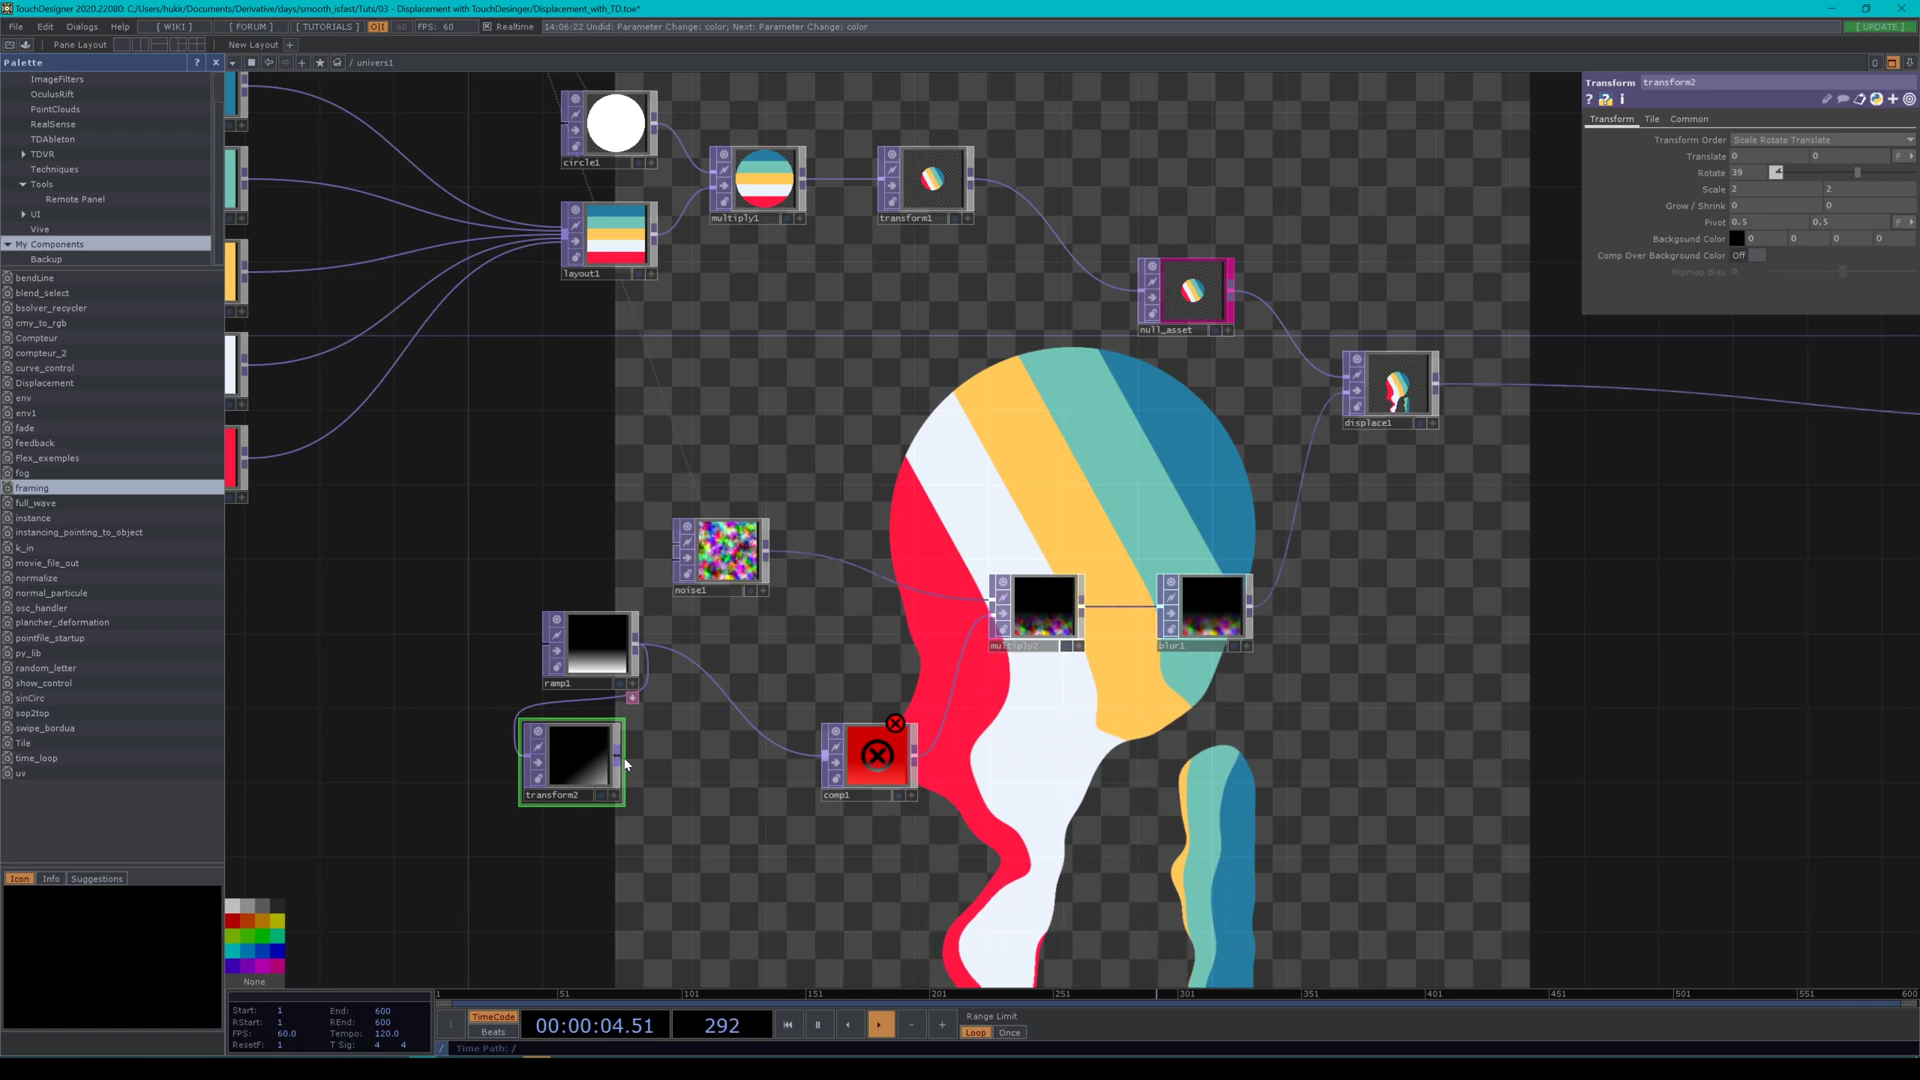 TouchDesigner 2020.22080: C:/Users/hukir/Documents/Derivative/days/smooth_isfast/Tuts/03 - Displacement with TouchDesinger/Displacement_with_TD.toe*
File Edit Dialogs Help [ WIKI ] [ FORUM ] [ TUTORIALS ] O|I 60 FPS: 60 Realtime 14:06:22 Undid: Parameter Change: color; Next: Parameter Change: color [ UPDATE ]
Pane Layout New Layout +
Palette ? x / univers1 0
ImageFilters
OculusRift
PointClouds
RealSense
TDAbleton
TDVR
Techniques
Tools
Remote Panel
UI
Vive
My Components
Backup
bendLine
blend_select
bsolver_recycler
cmy_to_rgb
Compteur
compteur_2
curve_control
Displacement
env
env1
fade
feedback
Flex_exemples
fog
framing
full_wave
instance
instancing_pointing_to_object
k_in
movie_file_out
normalize
normal_particule
osc_handler
plancher_deformation
pointfile_startup
py_lib
random_letter
show_control
sinCirc
sop2top
swipe_bordua
Tile
time_loop
uv
Icon Info Suggestions
None
circle1
layout1
multiply1
transform1
null_asset
displace1
noise1
multiply2
blur1
ramp1
transform2
comp1
Transform transform2
? ? i
Transform Tile Common
Transform Order Scale Rotate Translate
Translate 0 0 F
Rotate 39
Scale 2 2
Grow / Shrink 0 0
Pivot 0.5 0.5 F
Background Color 0 0 0 0
Comp Over Background Color Off
Mipmap Bias 0
1 51 101 151 201 251 301 351 401 451 501 551 600
Start: 1 End: 600
RStart: 1 REnd: 600
FPS: 60.0 Tempo: 120.0
ResetF: 1 T Sig: 4 4
TimeCode
Beats
00:00:04.51
292
Range Limit
Loop Once
/ Time Path: /